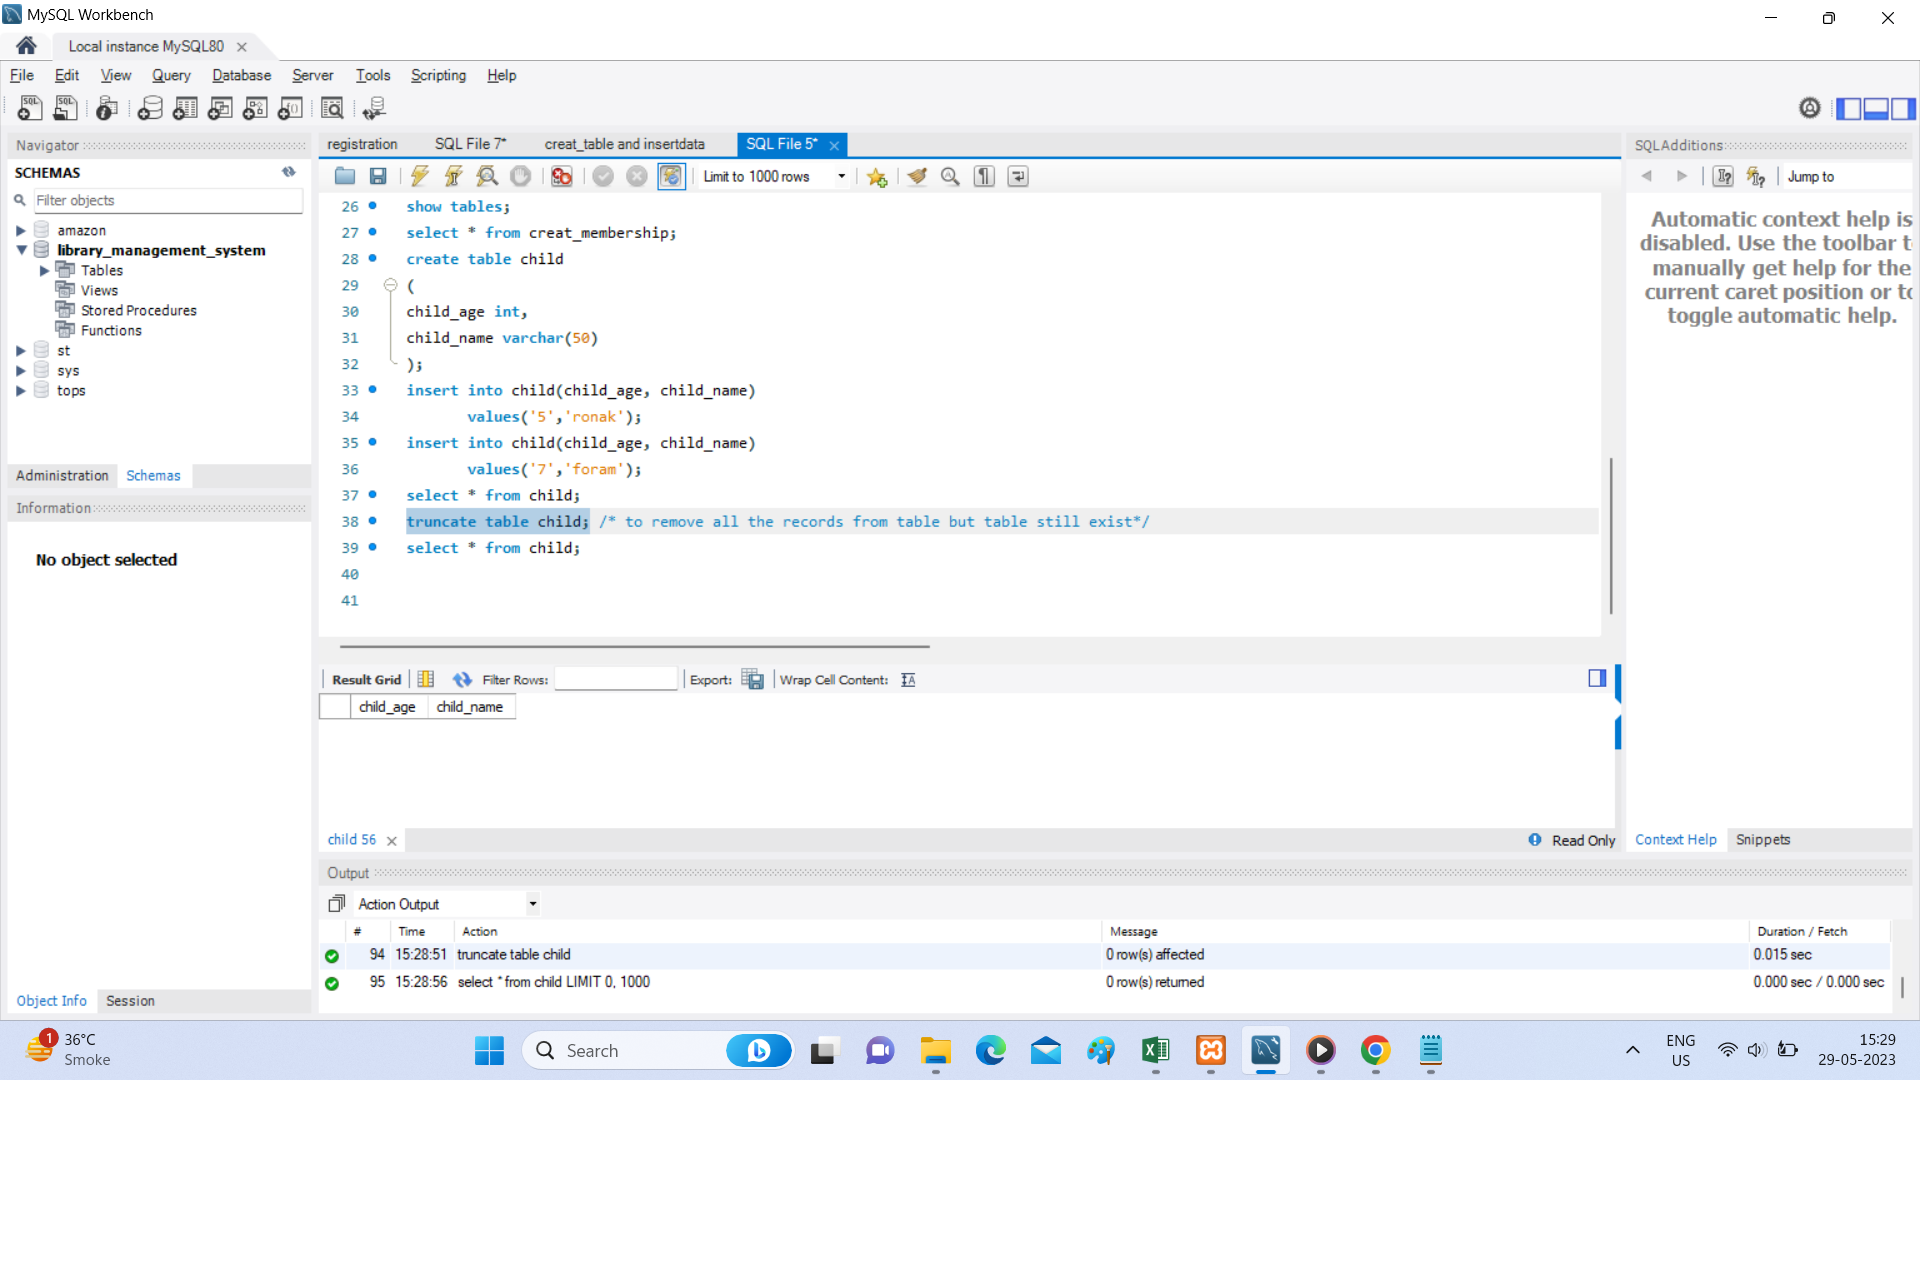 MySQL Workbench
Local instance MySQL80
File Edit View Query Database Server Tools Scripting Help
Navigator
SCHEMAS
Filter objects
amazon
library_management_system
Tables
Views
Stored Procedures
Functions
st
sys
tops
Administration Schemas
Information
No object selected
Object Info Session
registration SQL File 7* creat_table and insertdata SQL File 5*
Limit to 1000 rows
26 show tables;
27 select * from creat_membership;
28 create table child
29 (
30 child_age int,
31 child_name varchar(50)
32 );
33 insert into child(child_age, child_name)
34 values('5','ronak');
35 insert into child(child_age, child_name)
36 values('7','foram');
37 select * from child;
38 truncate table child; /* to remove all the records from table but table still exist*/
39 select * from child;
40
41
Result Grid Filter Rows: Export: Wrap Cell Content:
child_age child_name
child 56 Read Only
SQLAdditions
Jump to
Automatic context help is
disabled. Use the toolbar t
manually get help for the
current caret position or to
toggle automatic help.
Context Help Snippets
Output
Action Output
# Time Action Message Duration / Fetch
94 15:28:51 truncate table child 0 row(s) affected 0.015 sec
95 15:28:56 select * from child LIMIT 0, 1000 0 row(s) returned 0.000 sec / 0.000 sec
1
36°C
Smoke
Search
ENG
US
15:29
29-05-2023